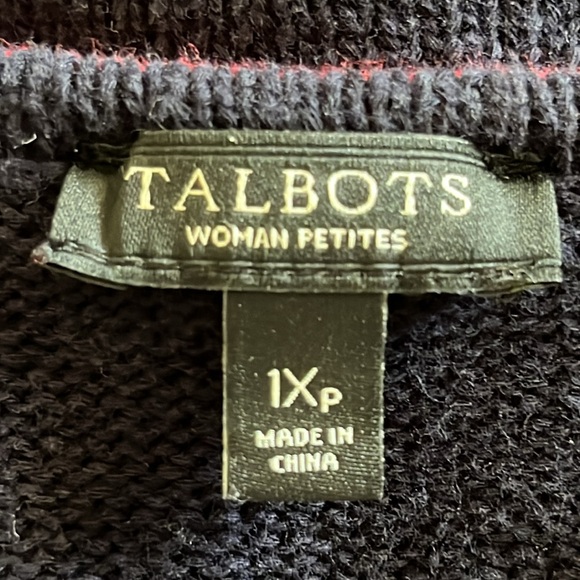 TALBOTS
WOMAN PETITES
1XP
MADE IN
CHINA